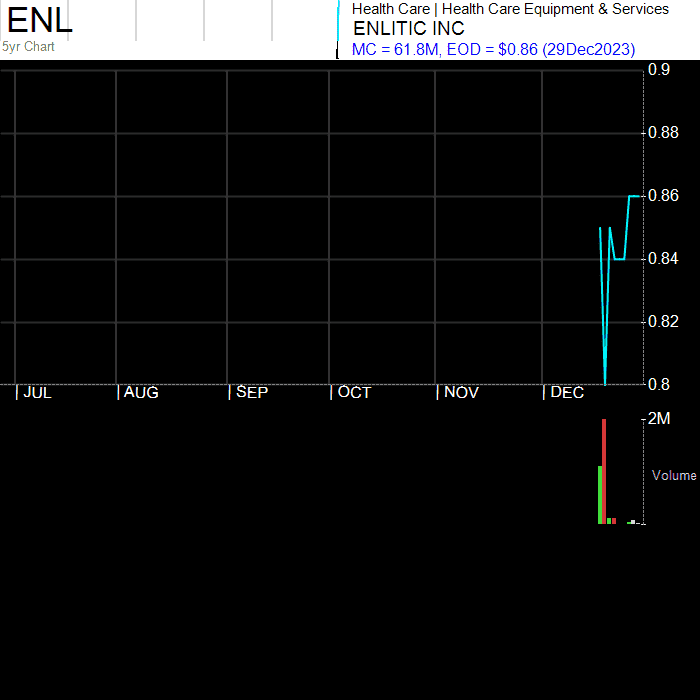 ENL
5yr Chart
Health Care | Health Care Equipment & Services
ENLITIC INC
MC = 61.8M, EOD = $0.86 (29Dec2023)
0.9
0.88
0.86
0.84
0.82
0.8
| JUL | AUG | SEP | OCT | NOV | DEC
2M
Volume